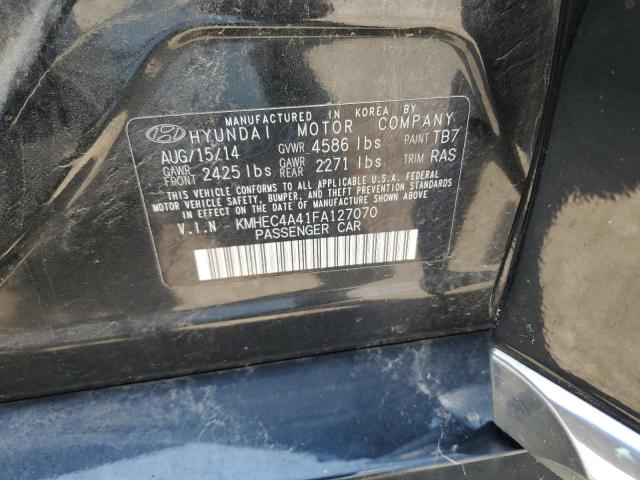 MANUFACTURED IN KOREA BY
HYUNDAI MOTOR COMPANY
AUG/15/14 GVWR 4586 lbs PAINT TB7
GAWR FRONT 2425 lbs GAWR REAR 2271 lbs TRIM RAS
THIS VEHICLE CONFORMS TO ALL APPLICABLE U.S.A. FEDERAL
MOTOR VEHICLE SAFETY, BUMPER, AND THEFT PREVENTION
STANDARDS IN EFFECT ON THE DATE OF MANUFACTURE SHOWN ABOVE
V.I.N KMHEC4A41FA127070
PASSENGER CAR